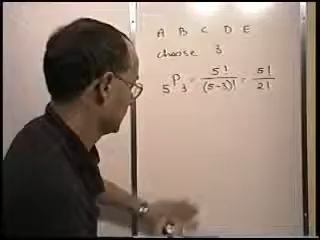 A B C D E
choose 3
₅P₃ = 5!/(5-3)! = 5!/2!